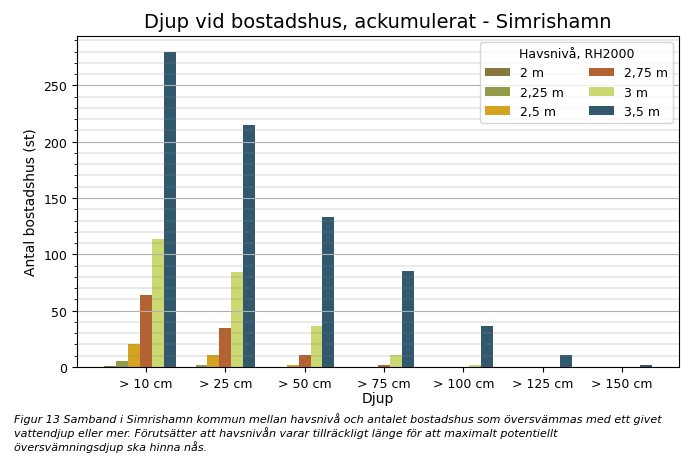 Djup vid bostadshus, ackumulerat - Simrishamn
Havsnivå, RH2000
2 m
2,25 m
2,5 m
2,75 m
3 m
3,5 m
Antal bostadshus (st)
250
200
150
100
50
0
> 10 cm
> 25 cm
> 50 cm
> 75 cm
> 100 cm
> 125 cm
> 150 cm
Djup
Figur 13 Samband i Simrishamn kommun mellan havsnivå och antalet bostadshus som översvämmas med ett givet
vattendjup eller mer. Förutsätter att havsnivån varar tillräckligt länge för att maximalt potentiellt
översvämningsdjup ska hinna nås.